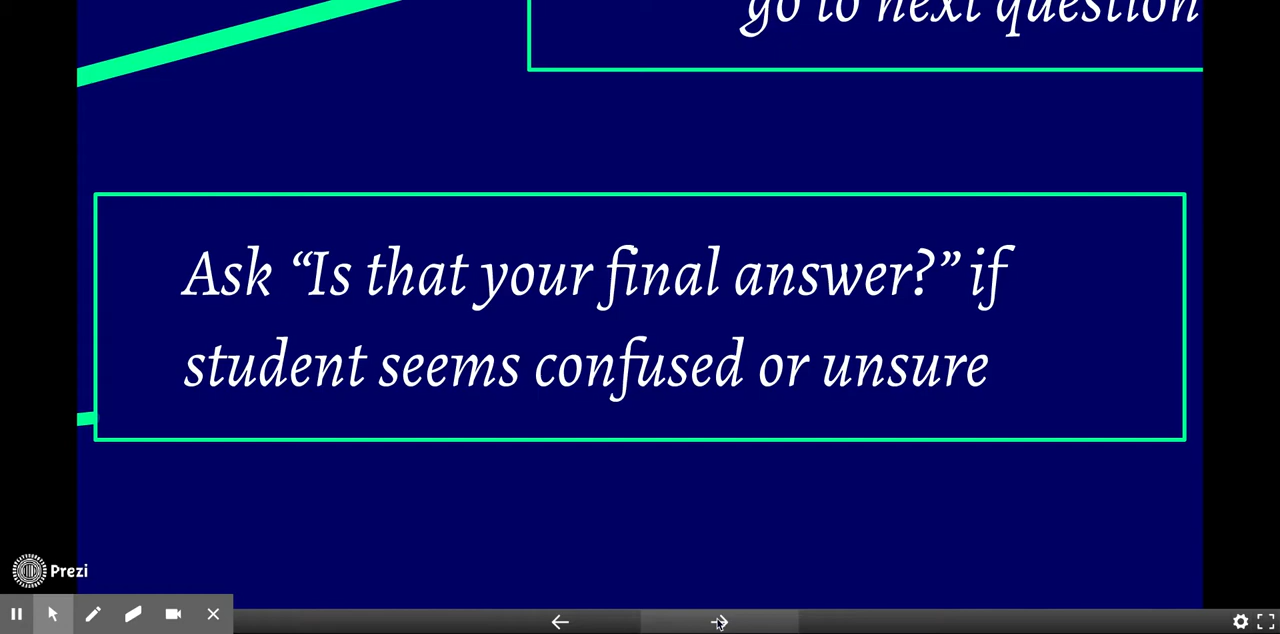 go to next question
Ask “Is that your final answer?” if
student seems confused or unsure
Prezi